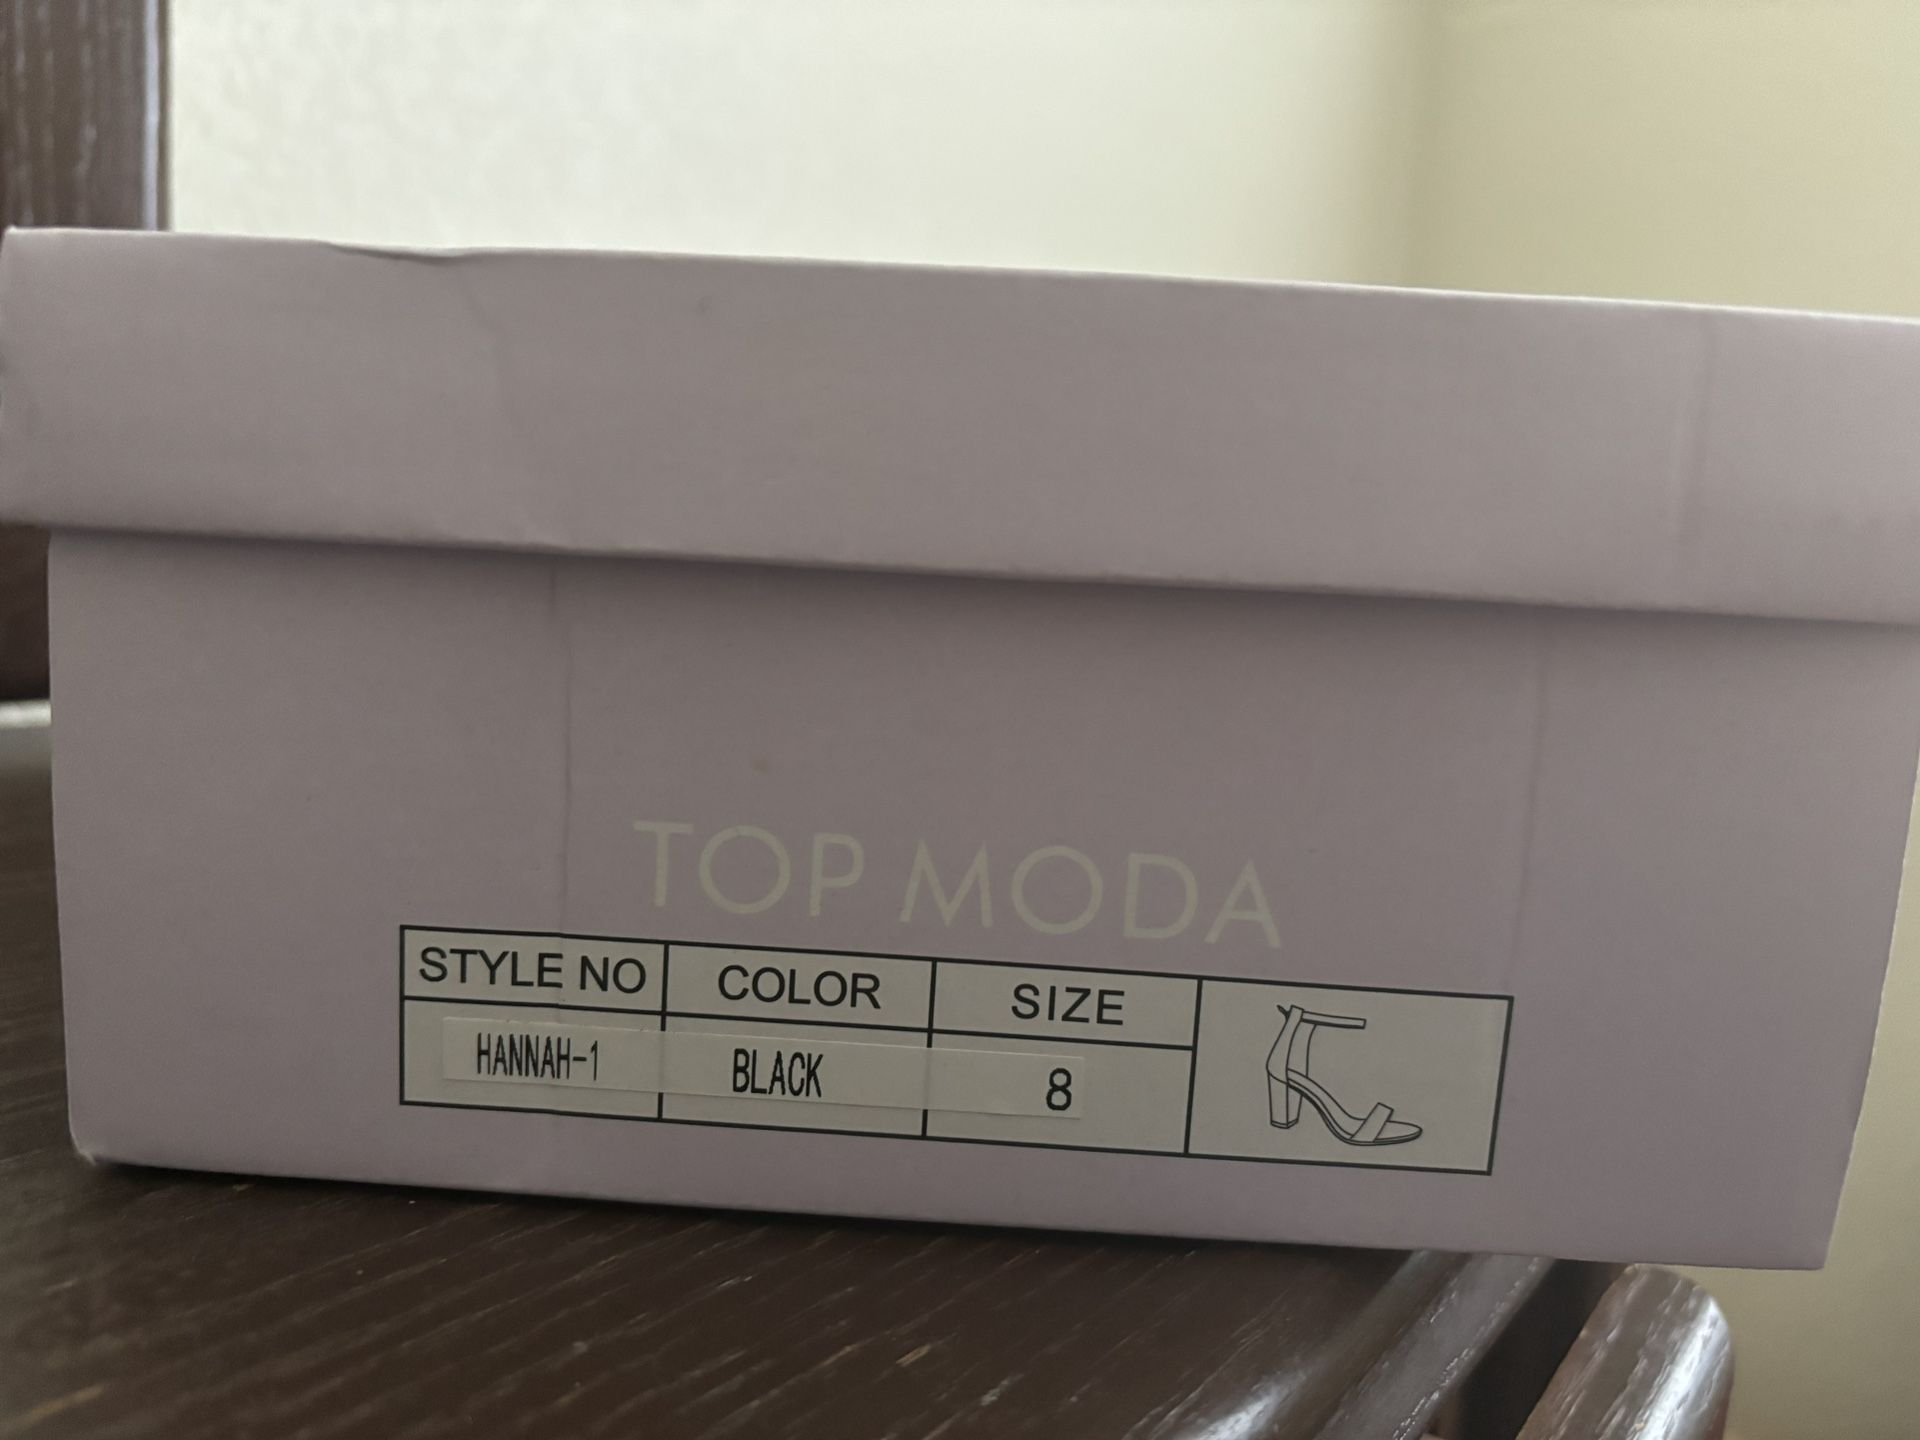 TOP MODA
STYLE NO COLOR SIZE
HANNAH-1 BLACK 8